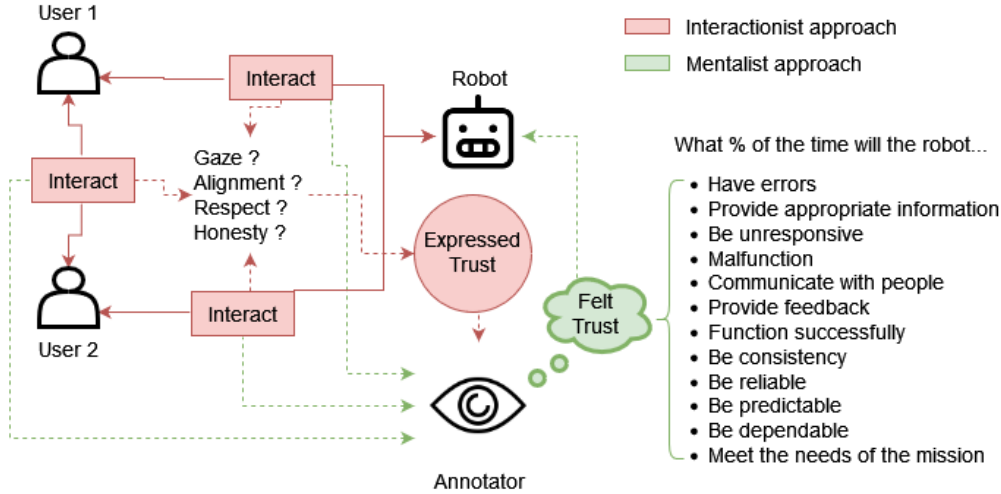 User 1
Interactionist approach
Mentalist approach
Interact
Robot
What % of the time will the robot...
Gaze ?
Alignment ?
Respect ?
Honesty ?
Interact
Expressed
Trust
Have errors
Provide appropriate information
Be unresponsive
Malfunction
Communicate with people
Provide feedback
Function successfully
Be consistency
Be reliable
Be predictable
Be dependable
Meet the needs of the mission
Felt
Trust
Interact
User 2
Annotator